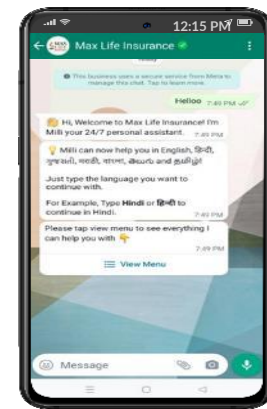 12:15 PM
Max Life Insurance
Today
This business uses a secure service from Meta to
manage this chat. Tap to learn more.
Helloo 7:49 PM
Hi, Welcome to Max Life Insurance! I'm
Milli your 24/7 personal assistant. 7:49 PM
Milli can now help you in English, हिन्दी,
ગુજરાતી, मराठी, বাংলা, తెలుగు and தமிழ்!
Just type the language you want to
continue with.
For Example, Type Hindi or हिन्दी to
continue in Hindi. 7:49 PM
Please tap view menu to see everything I
can help you with
7:49 PM
View Menu
Message